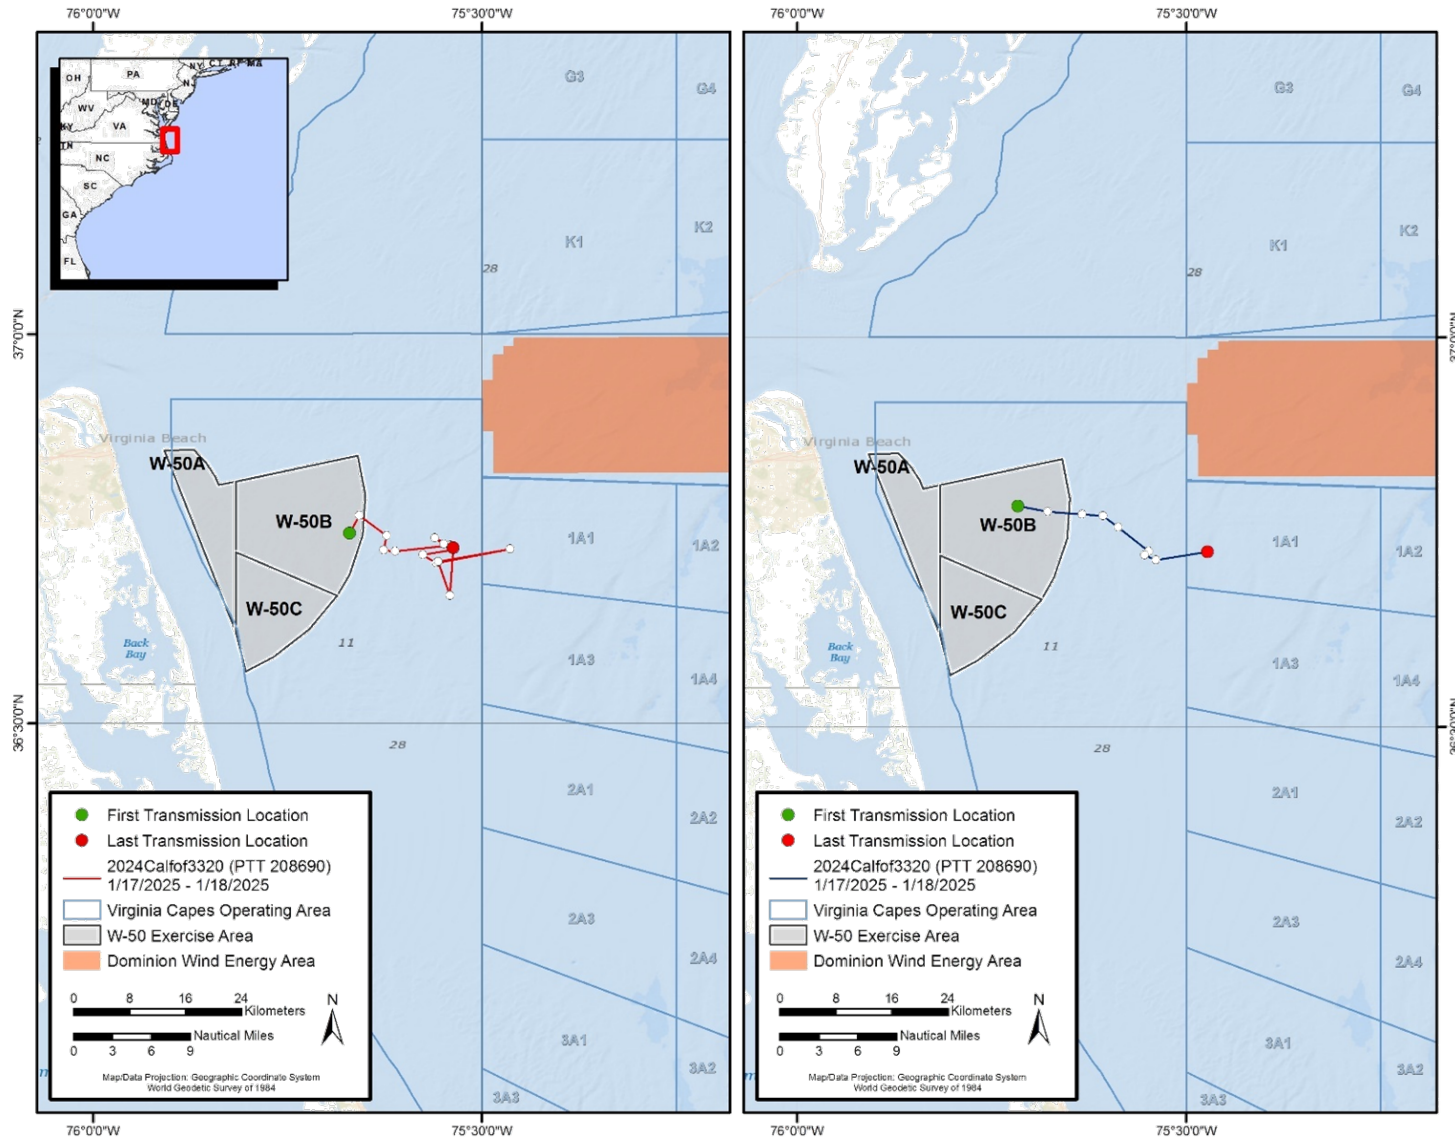 76°0'0"W
75°30'0"W
76°0'0"W
75°30'0"W
OH
PA
NY
CT
RI
MA
NJ
WV
MD
DE
VA
KY
TN
NC
SC
GA
FL
G3
G4
K1
K2
28
37°0'0"N
Virginia Beach
W-50A
W-50B
W-50C
1A1
1A2
Back
Bay
11
1A3
1A4
36°30'0"N
28
2A1
2A2
2A3
2A4
3A1
3A2
3A3
First Transmission Location
Last Transmission Location
2024Calfof3320 (PTT 208690)
1/17/2025 - 1/18/2025
Virginia Capes Operating Area
W-50 Exercise Area
Dominion Wind Energy Area
0 8 16 24
Kilometers
N
Nautical Miles
0 3 6 9
Map/Data Projection: Geographic Coordinate System
World Geodetic Survey of 1984
76°0'0"W
75°30'0"W
G3
G4
K1
K2
28
37°0'0"N
Virginia Beach
W-50A
W-50B
W-50C
1A1
1A2
Back
Bay
11
1A3
1A4
36°30'0"N
28
2A1
2A2
2A3
2A4
3A1
3A2
3A3
First Transmission Location
Last Transmission Location
2024Calfof3320 (PTT 208690)
1/17/2025 - 1/18/2025
Virginia Capes Operating Area
W-50 Exercise Area
Dominion Wind Energy Area
0 8 16 24
Kilometers
N
Nautical Miles
0 3 6 9
Map/Data Projection: Geographic Coordinate System
World Geodetic Survey of 1984
76°0'0"W
75°30'0"W